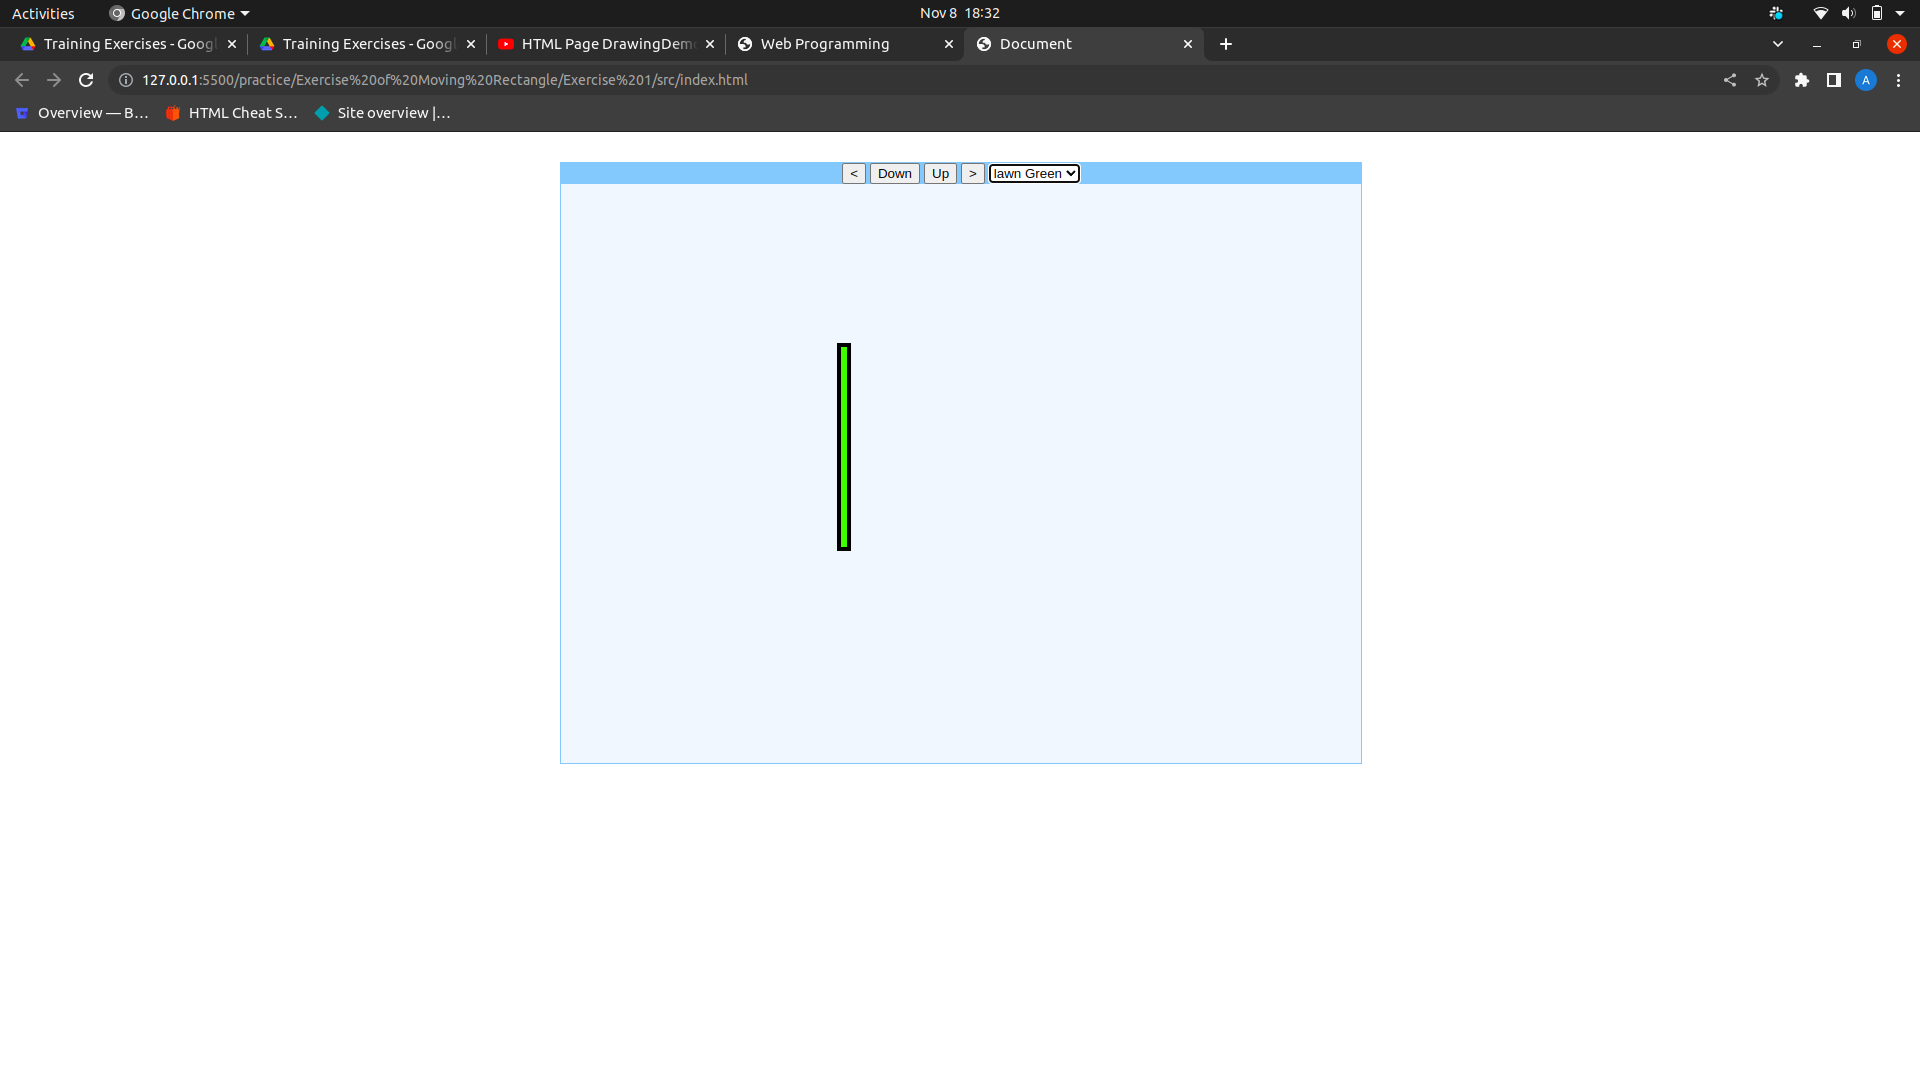 Activities Google Chrome Nov 8 18:32
Training Exercises - Googl Training Exercises - Googl HTML Page DrawingDem Web Programming Document
127.0.0.1:5500/practice/Exercise%20of%20Moving%20Rectangle/Exercise%201/src/index.html A
Overview — B… HTML Cheat S… Site overview |…
< Down Up > lawn Green